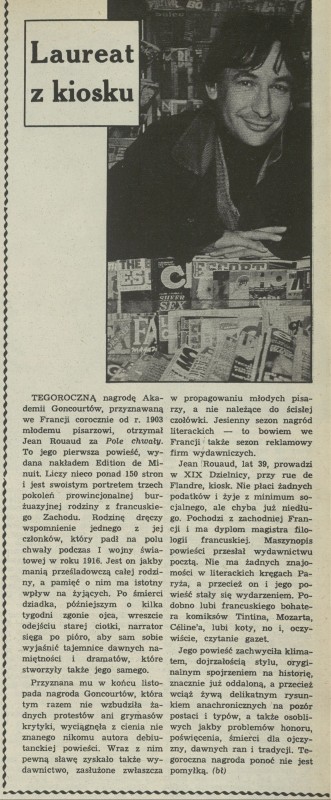 Laureat
z kiosku
TEGOROCZNĄ nagrodę Aka-
demii Goncourtów, przyznawaną
we Francji corocznie od r. 1903
młodemu pisarzowi, otrzymał
Jean Rouaud za Pole chwały.
To jego pierwsza powieść, wy-
dana nakładem Edition de Mi-
nuit. Liczy nieco ponad 150 stron
i jest swoistym portretem trzech
pokoleń prowincjonalnej bur-
żuazyjnej rodziny z francuskie-
go Zachodu. Rodzinę dręczy
wspomnienie jednego z jej
członków, który padł na polu
chwały podczas I wojny świa-
towej w roku 1916. Jest on jakby
manią prześladowczą całej rodzi-
ny, a pamięć o nim ma istotny
wpływ na żyjących. Po śmierci
dziadka, późniejszym o kilka
tygodni zgonie ojca, wreszcie
odejściu starej ciotki, narrator
sięga po pióro, aby sam sobie
wyjaśnić tajemnice dawnych na-
miętności i dramatów, które
stworzyły także jego samego.
Przyznana mu w końcu listo-
pada nagroda Goncourtów, która
tym razem nie wzbudziła żad-
nych protestów ani grymasów
krytyki, wyciągnęła z cienia nie
znanego nikomu autora debiu-
tanckiej powieści. Wraz z nim
pewną sławę zyskało także wy-
dawnictwo, zasłużone zwłaszcza
w propagowaniu młodych pisa-
rzy, a nie należące do ścisłej
czołówki. Jesienny sezon nagród
literackich — to bowiem we
Francji także sezon reklamowy
firm wydawniczych.
Jean Rouaud, lat 39, prowadzi
w XIX Dzielnicy, przy rue de
Flandre, kiosk. Nie płaci żadnych
podatków i żyje z minimum so-
cjalnego, ale chyba już niedłu-
go. Pochodzi z zachodniej Fran-
cji i ma dyplom magistra filo-
logii francuskiej. Maszynopis
powieści przesłał wydawnictwu
pocztą. Nie ma żadnych znajo-
mości w literackich kręgach Pa-
ryża, a przecież on i jego po-
wieść stały się wydarzeniem. Po-
dobno lubi francuskiego bohate-
ra komiksów Tintina, Mozarta,
Céline'a, lubi koty, no i, oczy-
wiście, czytanie gazet.
Jego powieść zachwyciła klima-
tem, dojrzałością stylu, orygi-
nalnym spojrzeniem na historię,
znacznie już oddaloną, a przecież
wciąż żywą delikatnym rysun-
kiem anachronicznych na pozór
postaci i typów, a także osobli-
wych jakby problemów honoru,
poświęcenia, śmierci dla ojczy-
zny, dawnych ran i tradycji. Te-
goroczna nagroda ponoć nie jest
pomyłką. (bł)